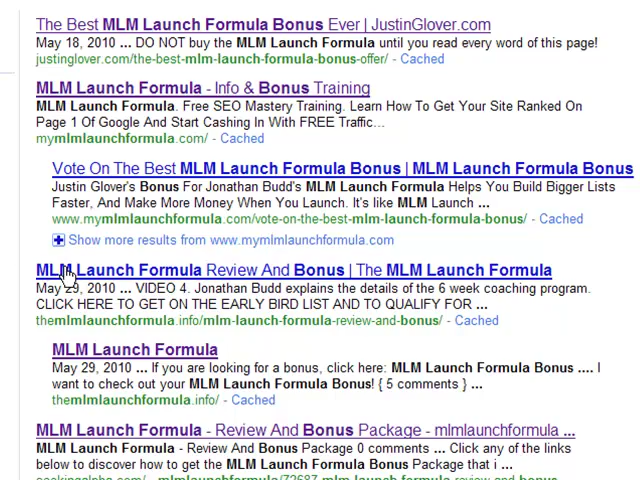 The Best MLM Launch Formula Bonus Ever | JustinGlover.com
May 18, 2010 ... DO NOT buy the MLM Launch Formula until you read every word of this page!
justinglover.com/the-best-mlm-launch-formula-bonus-offer/ - Cached
MLM Launch Formula - Info & Bonus Training
MLM Launch Formula. Free SEO Mastery Training. Learn How To Get Your Site Ranked On
Page 1 Of Google And Start Cashing In With FREE Traffic...
mymlmlaunchformula.com/ - Cached
Vote On The Best MLM Launch Formula Bonus | MLM Launch Formula Bonus
Justin Glover's Bonus For Jonathan Budd's MLM Launch Formula Helps You Build Bigger Lists
Faster, And Make More Money When You Launch. It's like MLM Launch ...
www.mymlmlaunchformula.com/vote-on-the-best-mlm-launch-formula-bonus/ - Cached
Show more results from www.mymlmlaunchformula.com
MLM Launch Formula Review And Bonus | The MLM Launch Formula
May 29, 2010 ... VIDEO 4. Jonathan Budd explains the details of the 6 week coaching program.
CLICK HERE TO GET ON THE EARLY BIRD LIST AND TO QUALIFY FOR ...
themlmlaunchformula.info/mlm-launch-formula-review-and-bonus/ - Cached
MLM Launch Formula
May 29, 2010 ... If you are looking for a bonus, click here: MLM Launch Formula Bonus .... I
want to check out your MLM Launch Formula Bonus! { 5 comments } ...
themlmlaunchformula.info/ - Cached
MLM Launch Formula - Review And Bonus Package - mlmlaunchformula ...
MLM Launch Formula - Review And Bonus Package 0 comments ... Click any of the links
below to discover how to get the MLM Launch Formula Bonus Package that i ...